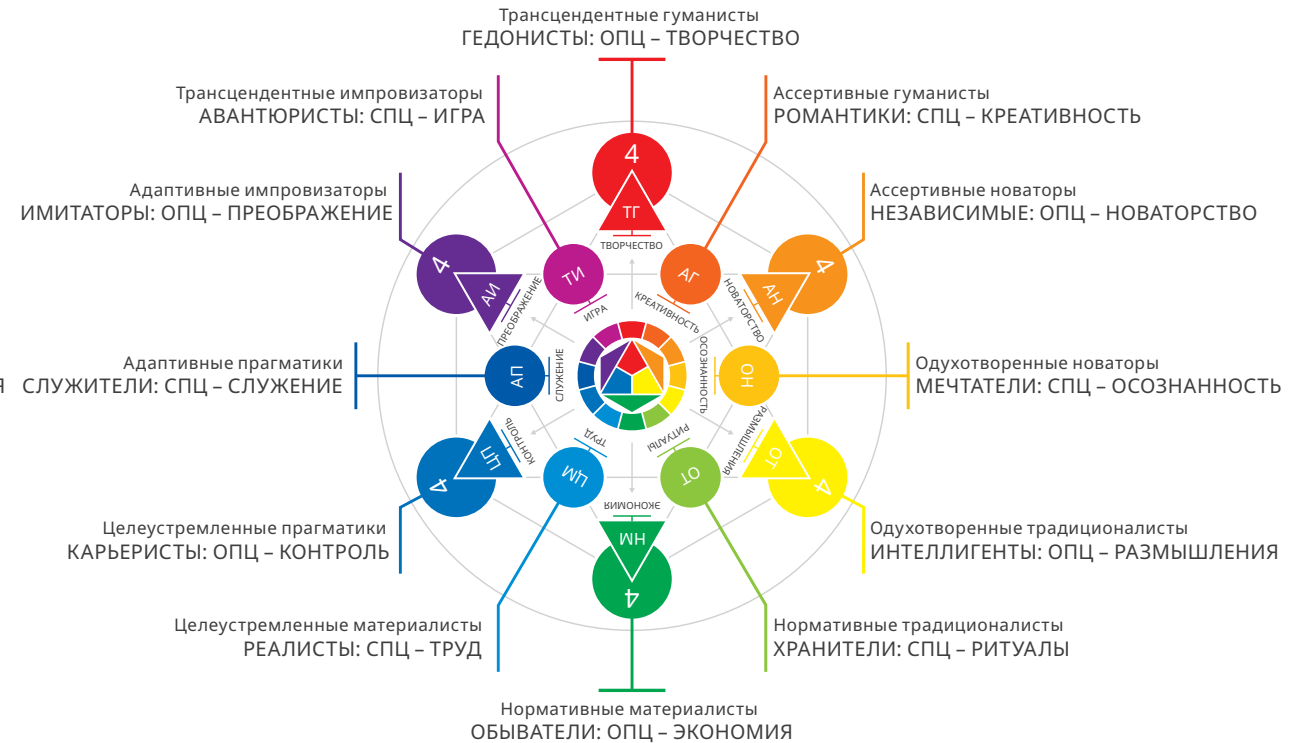 Трансцендентные гуманисты
ГЕДОНИСТЫ: ОПЦ – ТВОРЧЕСТВО
Трансцендентные импровизаторы
АВАНТЮРИСТЫ: СПЦ – ИГРА
Ассертивные гуманисты
РОМАНТИКИ: СПЦ – КРЕАТИВНОСТЬ
Адаптивные импровизаторы
ИМИТАТОРЫ: ОПЦ – ПРЕОБРАЖЕНИЕ
Ассертивные новаторы
НЕЗАВИСИМЫЕ: ОПЦ – НОВАТОРСТВО
4
ТГ
ТВОРЧЕСТВО
4
АИ
ПРЕОБРАЖЕНИЕ
ТИ
ИГРА
АГ
КРЕАТИВНОСТЬ
4
АН
НОВАТОРСТВО
Адаптивные прагматики
Я СЛУЖИТЕЛИ: СПЦ – СЛУЖЕНИЕ
АП
СЛУЖЕНИЕ
ОСОЗНАННОСТЬ
ОН
Одухотворенные новаторы
МЕЧТАТЕЛИ: СПЦ – ОСОЗНАННОСТЬ
4
ЦП
КОНТРОЛЬ
ЦМ
ТРУД
РИТУАЛЫ
ОТ
РАЗМЫШЛЕНИЯ
ОТ
4
ЭКОНОМИЯ
НМ
4
Целеустремленные прагматики
КАРЬЕРИСТЫ: ОПЦ – КОНТРОЛЬ
Одухотворенные традиционалисты
ИНТЕЛЛИГЕНТЫ: ОПЦ – РАЗМЫШЛЕНИЯ
Целеустремленные материалисты
РЕАЛИСТЫ: СПЦ – ТРУД
Нормативные традиционалисты
ХРАНИТЕЛИ: СПЦ – РИТУАЛЫ
Нормативные материалисты
ОБЫВАТЕЛИ: ОПЦ – ЭКОНОМИЯ